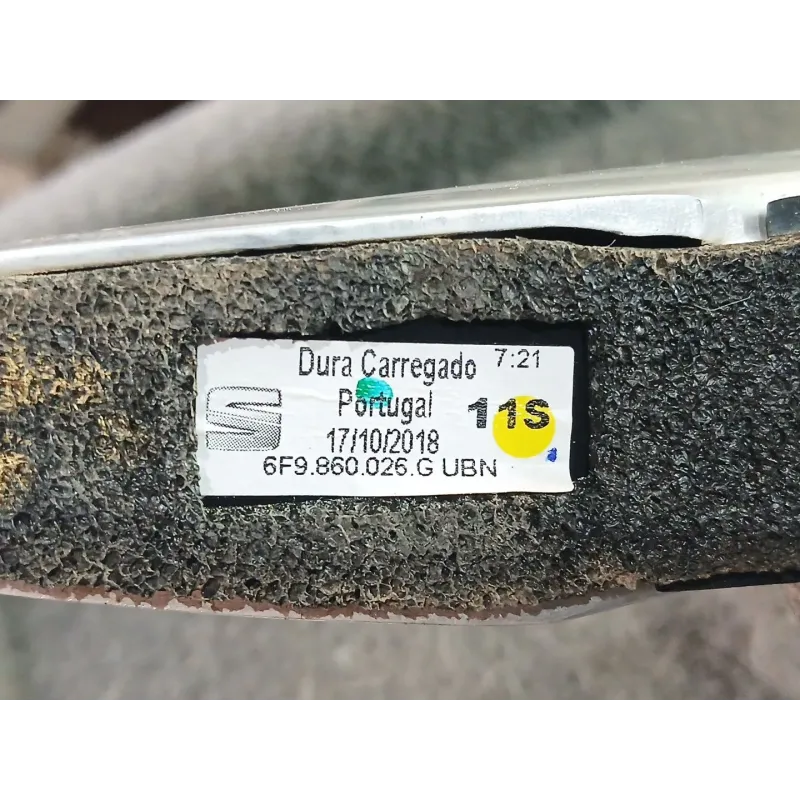 Dura Carregado 7:21
Portugal 11S
17/10/2018
6F9.860.026.G UBN